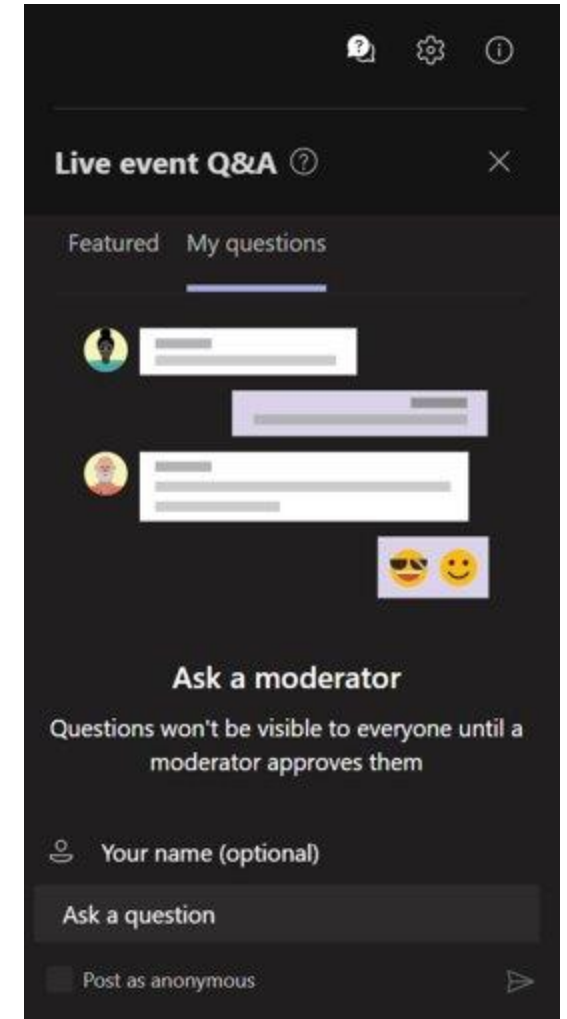 Live event Q&A
Featured My questions
Ask a moderator
Questions won't be visible to everyone until a
moderator approves them
Your name (optional)
Ask a question
Post as anonymous